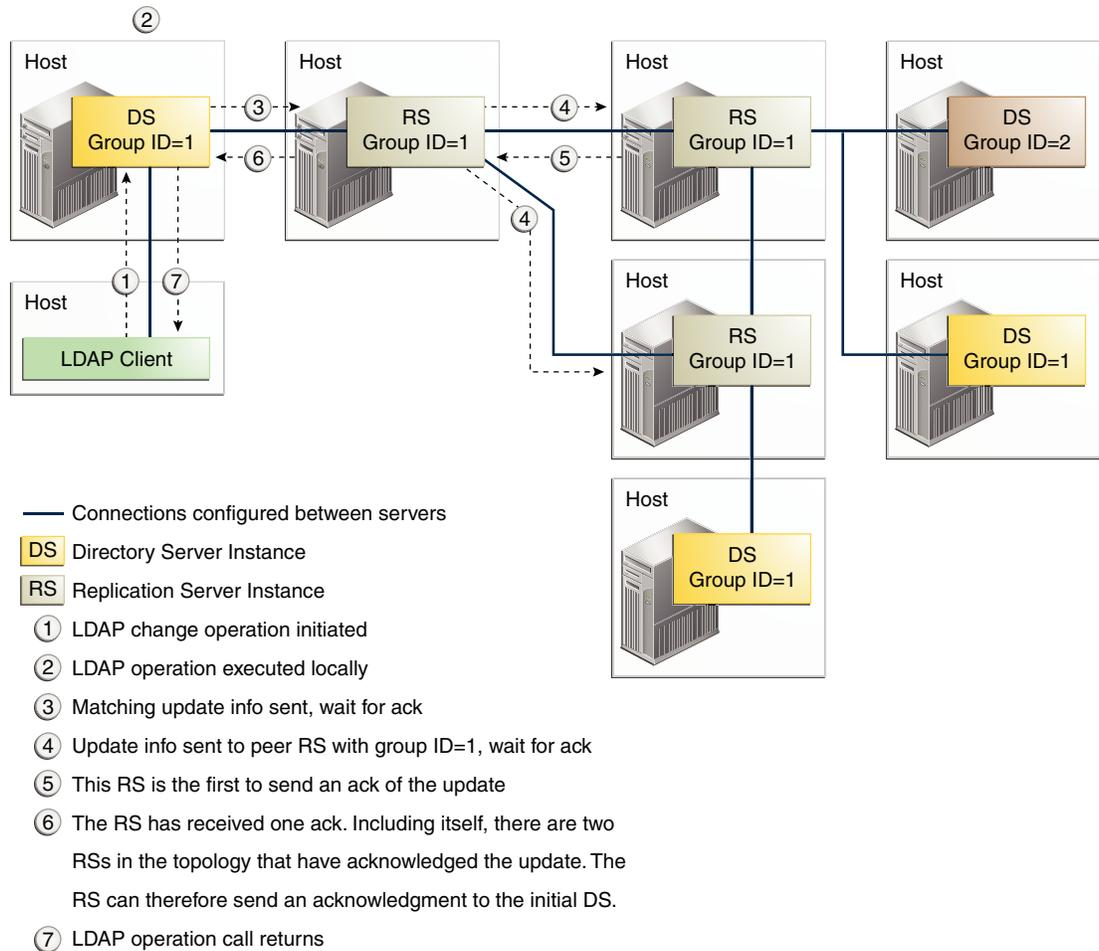 2
Host
Host
Host
Host
DS
Group ID=1
3
RS
Group ID=1
4
RS
Group ID=1
DS
Group ID=2
6
5
4
1
7
Host
LDAP Client
Host
RS
Group ID=1
Host
DS
Group ID=1
Host
DS
Group ID=1
Connections configured between servers
DS Directory Server Instance
RS Replication Server Instance
1 LDAP change operation initiated
2 LDAP operation executed locally
3 Matching update info sent, wait for ack
4 Update info sent to peer RS with group ID=1, wait for ack
5 This RS is the first to send an ack of the update
6 The RS has received one ack. Including itself, there are two
RSs in the topology that have acknowledged the update. The
RS can therefore send an acknowledgment to the initial DS.
7 LDAP operation call returns